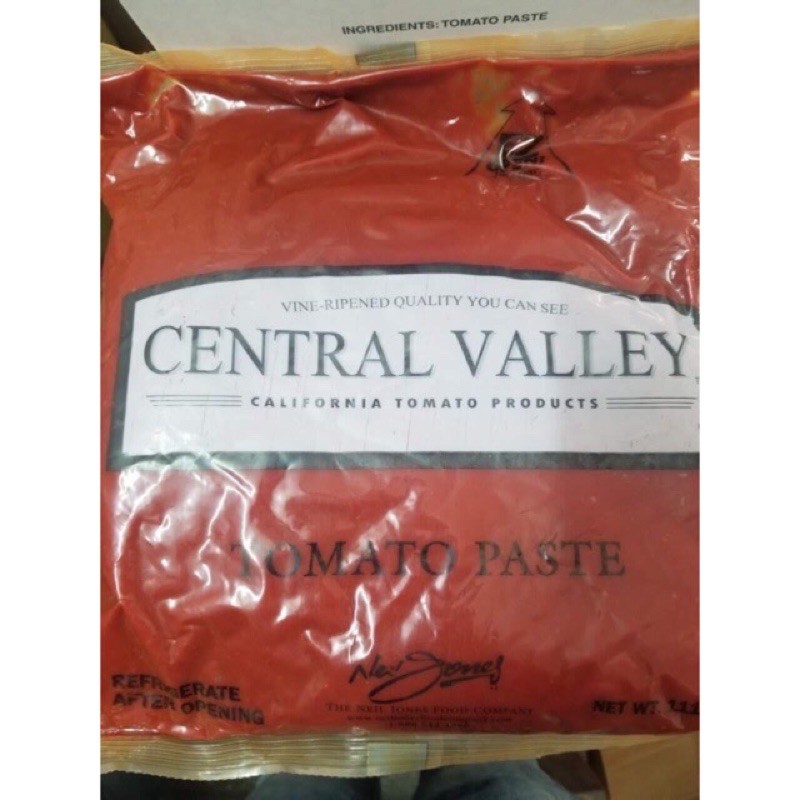 INGREDIENTS: TOMATO PASTE
VINE-RIPENED QUALITY YOU CAN SEE
CENTRAL VALLEY
CALIFORNIA TOMATO PRODUCTS
TOMATO PASTE
Neil Jones
REFRIGERATE
AFTER OPENING
THE NEIL JONES FOOD COMPANY
NET WT. 111